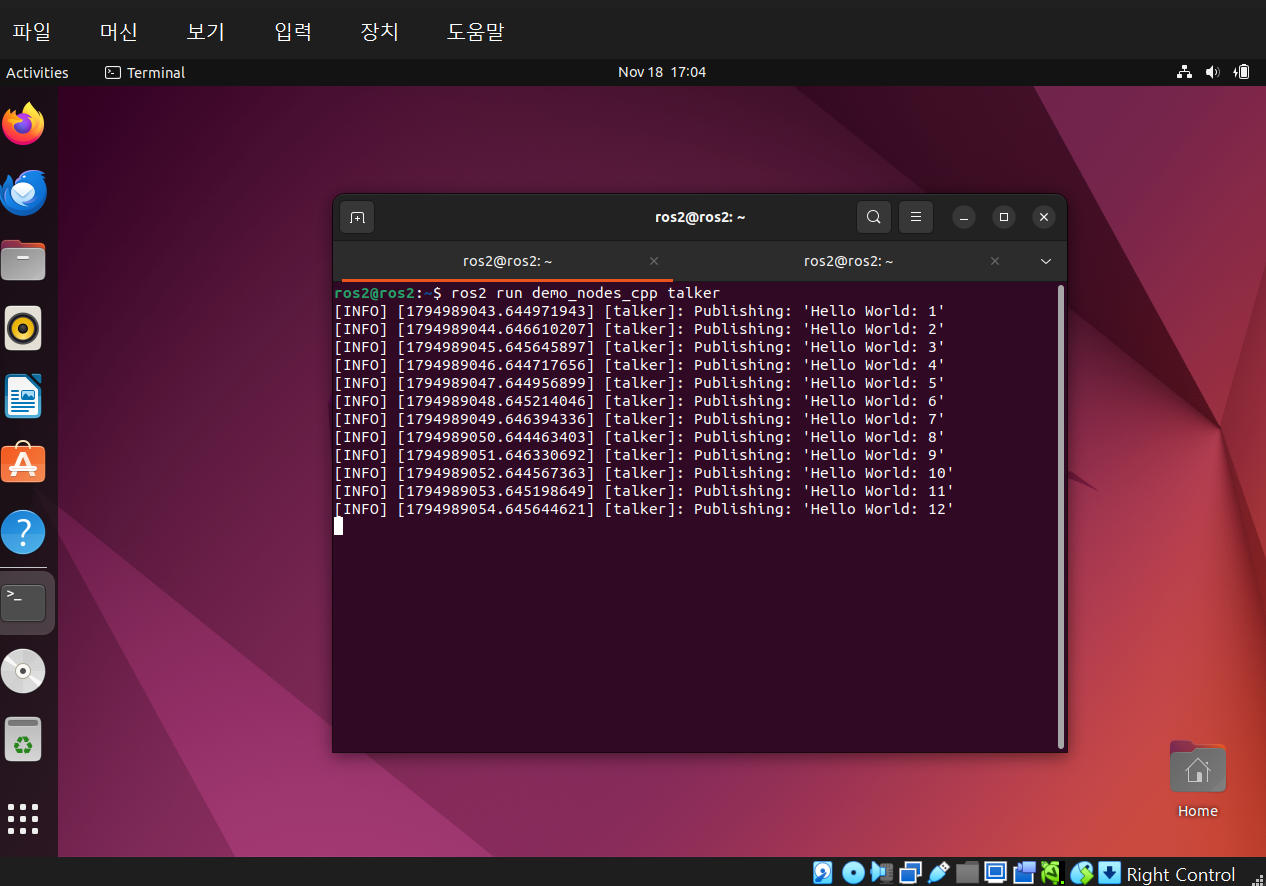 파일 머신 보기 입력 장치 도움말
Activities Terminal Nov 18 17:04
ros2@ros2: ~
ros2@ros2: ~ ros2@ros2: ~
ros2@ros2:~$ ros2 run demo_nodes_cpp talker
[INFO] [1794989043.644971943] [talker]: Publishing: 'Hello World: 1'
[INFO] [1794989044.646610207] [talker]: Publishing: 'Hello World: 2'
[INFO] [1794989045.645645897] [talker]: Publishing: 'Hello World: 3'
[INFO] [1794989046.644717656] [talker]: Publishing: 'Hello World: 4'
[INFO] [1794989047.644956899] [talker]: Publishing: 'Hello World: 5'
[INFO] [1794989048.645214046] [talker]: Publishing: 'Hello World: 6'
[INFO] [1794989049.646394336] [talker]: Publishing: 'Hello World: 7'
[INFO] [1794989050.644463403] [talker]: Publishing: 'Hello World: 8'
[INFO] [1794989051.646330692] [talker]: Publishing: 'Hello World: 9'
[INFO] [1794989052.644567363] [talker]: Publishing: 'Hello World: 10'
[INFO] [1794989053.645198649] [talker]: Publishing: 'Hello World: 11'
[INFO] [1794989054.645644621] [talker]: Publishing: 'Hello World: 12'
Home
Right Control